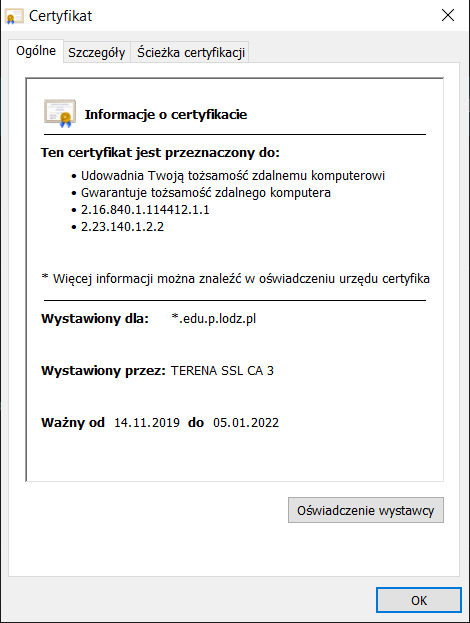 Certyfikat
Ogólne Szczegóły Ścieżka certyfikacji
Informacje o certyfikacie
Ten certyfikat jest przeznaczony do:
• Udowadnia Twoją tożsamość zdalnemu komputerowi
• Gwarantuje tożsamość zdalnego komputera
• 2.16.840.1.114412.1.1
• 2.23.140.1.2.2
* Więcej informacji można znaleźć w oświadczeniu urzędu certyfika
Wystawiony dla: *.edu.p.lodz.pl
Wystawiony przez: TERENA SSL CA 3
Ważny od 14.11.2019 do 05.01.2022
Oświadczenie wystawcy
OK